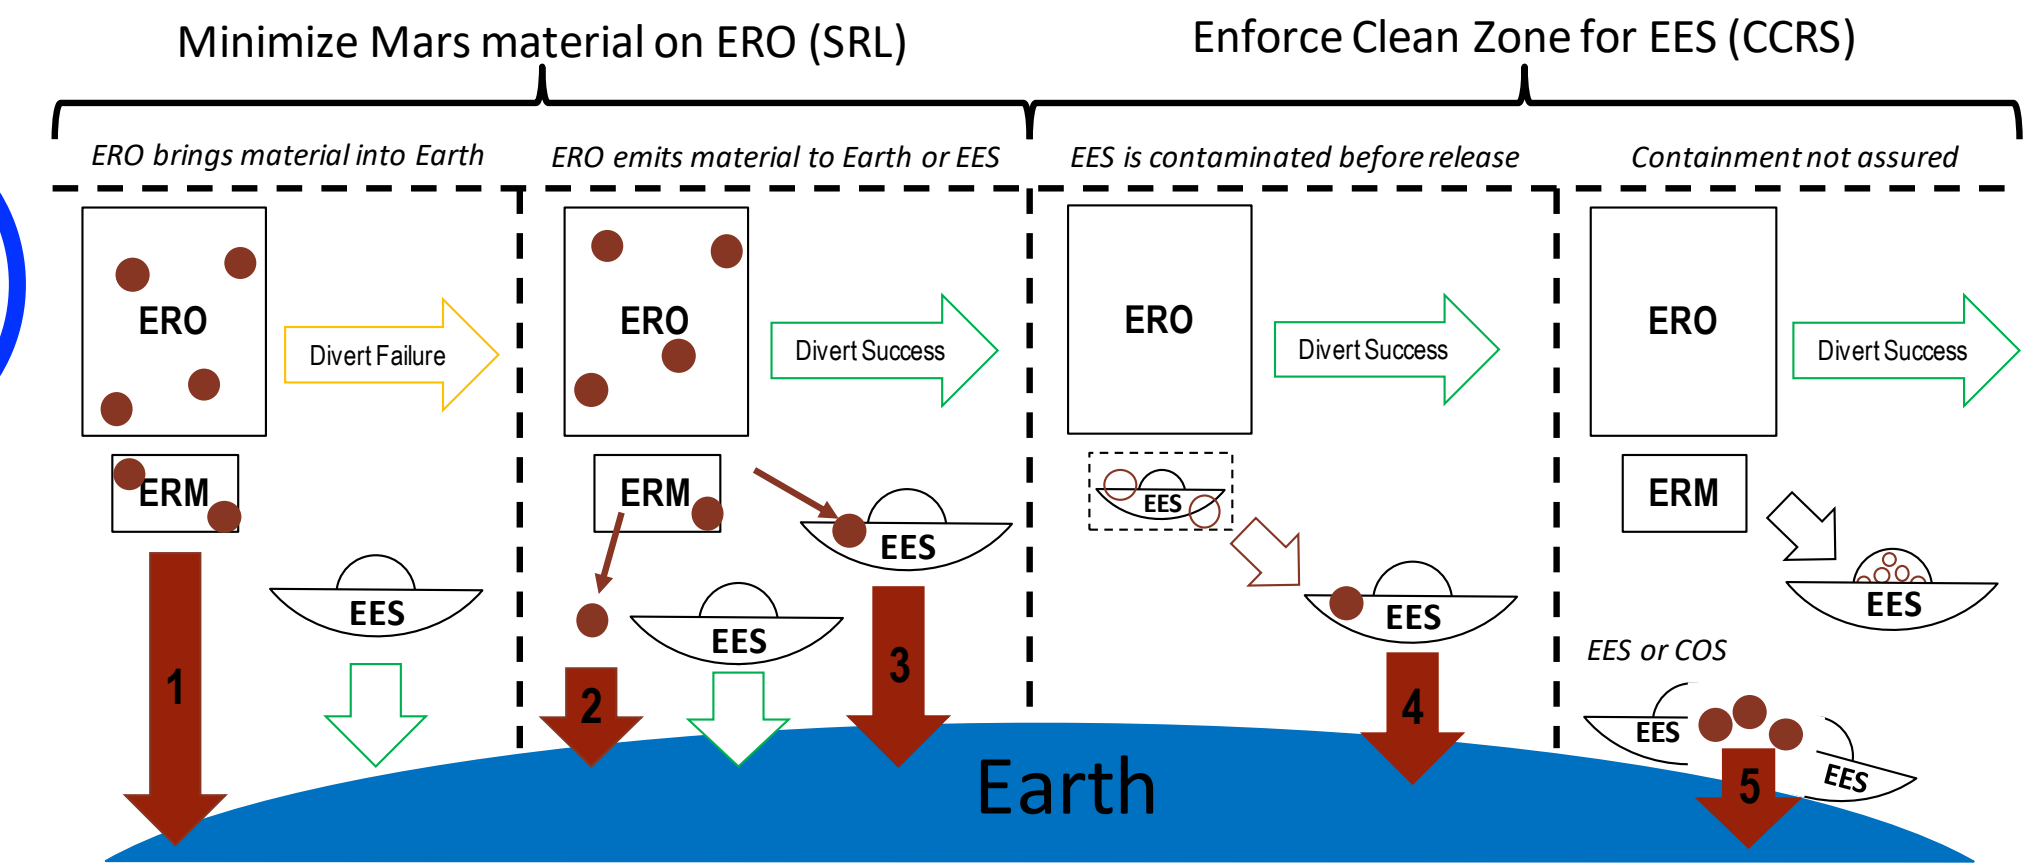 Minimize Mars material on ERO (SRL)
Enforce Clean Zone for EES (CCRS)
ERO brings material into Earth
ERO emits material to Earth or EES
EES is contaminated before release
Containment not assured
ERO
Divert Failure
ERM
EES
1
ERO
Divert Success
ERM
EES
EES
2
3
ERO
Divert Success
EES
EES
4
ERO
Divert Success
ERM
EES
EES or COS
EES
EES
5
Earth